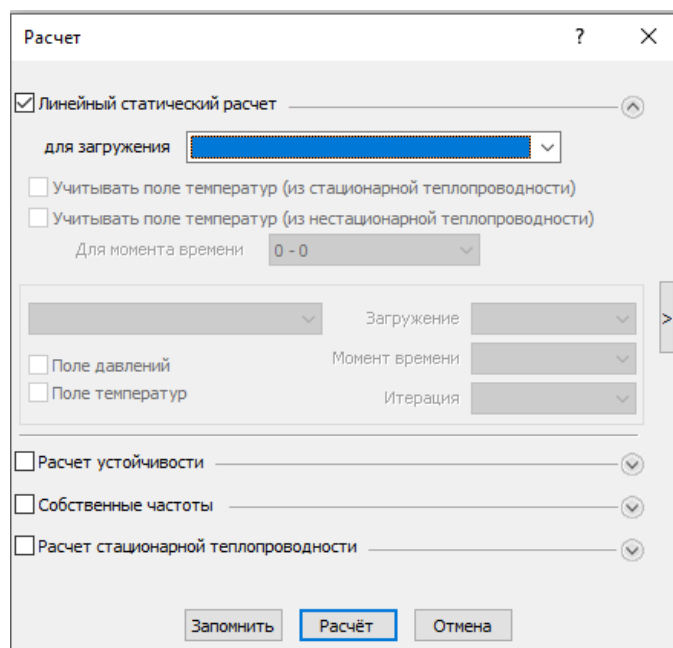 Расчет ? ×
Линейный статический расчет
для загружения
Учитывать поле температур (из стационарной теплопроводности)
Учитывать поле температур (из нестационарной теплопроводности)
Для момента времени 0 - 0
Загружение
>
Поле давлений Момент времени
Поле температур Итерация
Расчет устойчивости
Собственные частоты
Расчет стационарной теплопроводности
Запомнить Расчёт Отмена